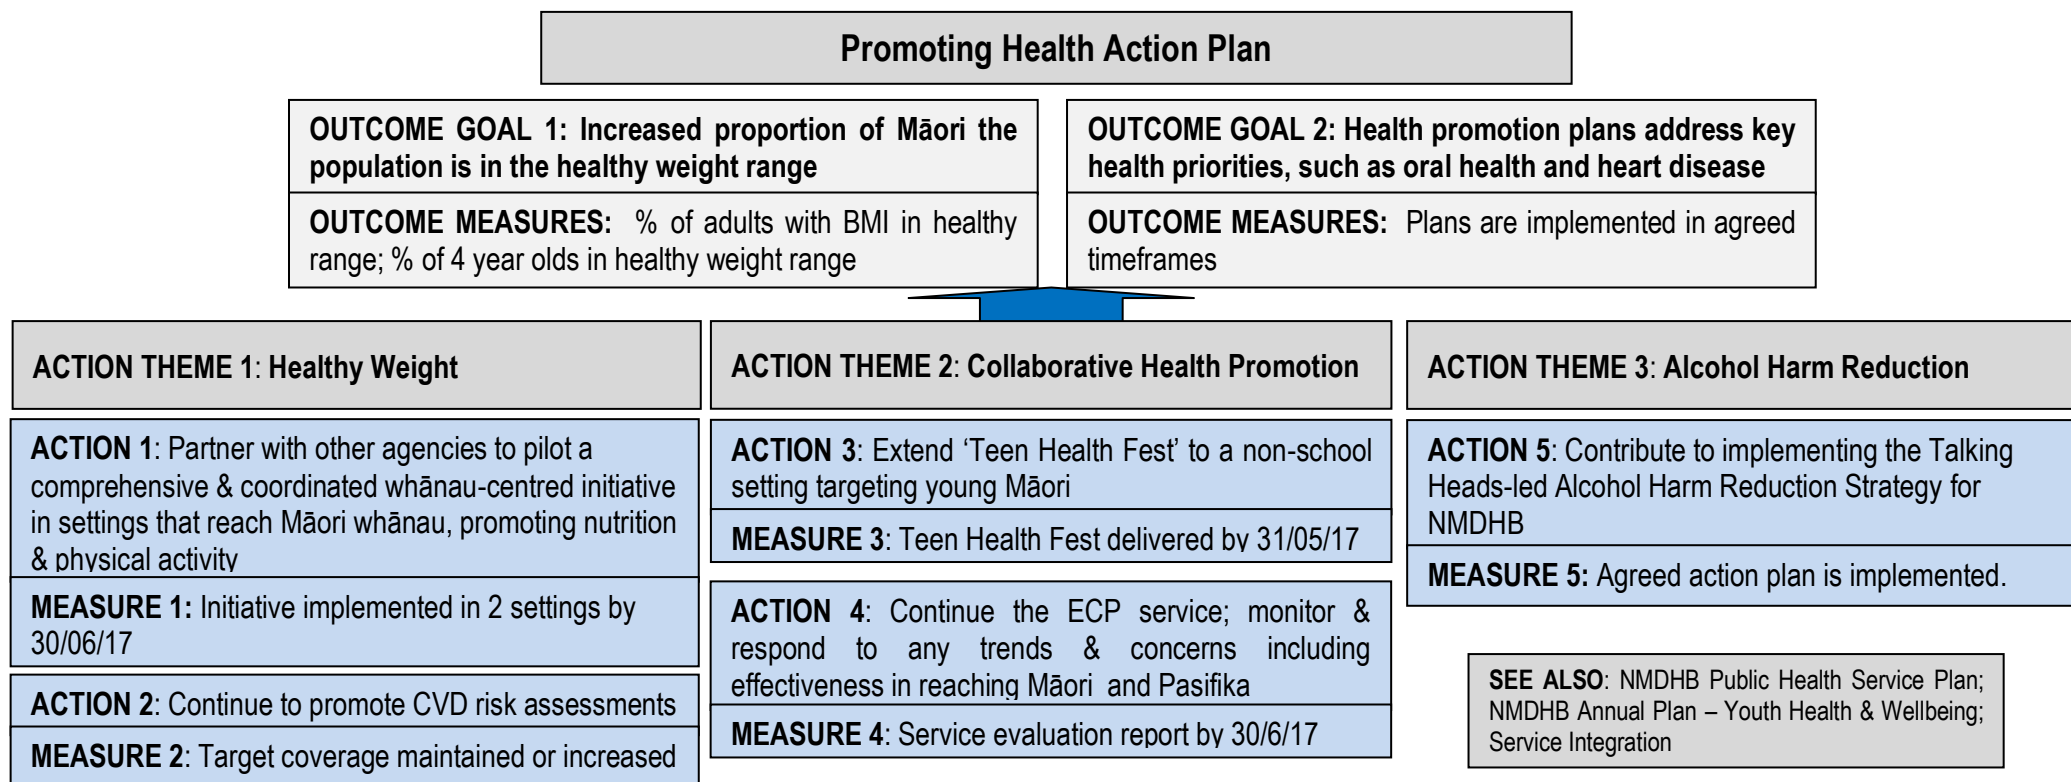 Promoting Health Action Plan
OUTCOME GOAL 1: Increased proportion of Māori the
population is in the healthy weight range
OUTCOME MEASURES: % of adults with BMI in healthy
range; % of 4 year olds in healthy weight range
OUTCOME GOAL 2: Health promotion plans address key
health priorities, such as oral health and heart disease
OUTCOME MEASURES: Plans are implemented in agreed
timeframes
ACTION THEME 1: Healthy Weight
ACTION 1: Partner with other agencies to pilot a
comprehensive & coordinated whānau-centred initiative
in settings that reach Māori whānau, promoting nutrition
& physical activity
MEASURE 1: Initiative implemented in 2 settings by
30/06/17
ACTION 2: Continue to promote CVD risk assessments
MEASURE 2: Target coverage maintained or increased
ACTION THEME 2: Collaborative Health Promotion
ACTION 3: Extend ‘Teen Health Fest’ to a non-school
setting targeting young Māori
MEASURE 3: Teen Health Fest delivered by 31/05/17
ACTION 4: Continue the ECP service; monitor &
respond to any trends & concerns including
effectiveness in reaching Māori and Pasifika
MEASURE 4: Service evaluation report by 30/6/17
ACTION THEME 3: Alcohol Harm Reduction
ACTION 5: Contribute to implementing the Talking
Heads-led Alcohol Harm Reduction Strategy for
NMDHB
MEASURE 5: Agreed action plan is implemented.
SEE ALSO: NMDHB Public Health Service Plan;
NMDHB Annual Plan – Youth Health & Wellbeing;
Service Integration